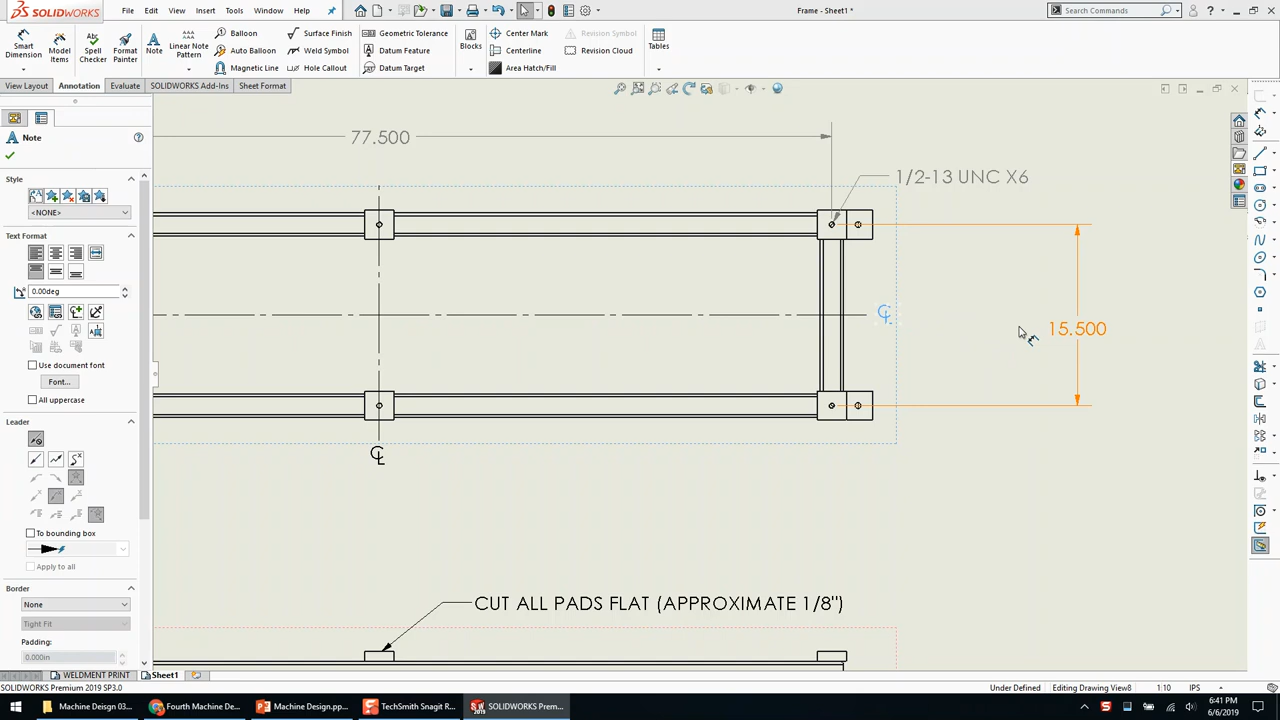 SOLIDWORKS
File
Edit
View
Insert
Tools
Window
Help
Frame - Sheet1 *
Search Commands
Smart Dimension
Model Items
Spell Checker
Format Painter
Note
Linear Note Pattern
Balloon
Auto Balloon
Magnetic Line
Surface Finish
Weld Symbol
Hole Callout
Geometric Tolerance
Datum Feature
Datum Target
Blocks
Center Mark
Centerline
Area Hatch/Fill
Revision Symbol
Revision Cloud
Tables
View Layout
Annotation
Evaluate
SOLIDWORKS Add-Ins
Sheet Format
Note
Style
<NONE>
Text Format
0.00deg
Use document font
Font...
All uppercase
Leader
To bounding box
Apply to all
Border
None
Tight Fit
Padding:
0.000in
77.500
1/2-13 UNC X6
15.500
CUT ALL PADS FLAT (APPROXIMATE 1/8")
WELDMENT PRINT
Sheet1
SOLIDWORKS Premium 2019 SP3.0
Under Defined
Editing Drawing View8
1:10
IPS
Machine Deisgn 03...
Fourth Machine De...
Machine Design.pp...
TechSmith Snagit R...
SOLIDWORKS Prem...
6:41 PM
6/6/2019